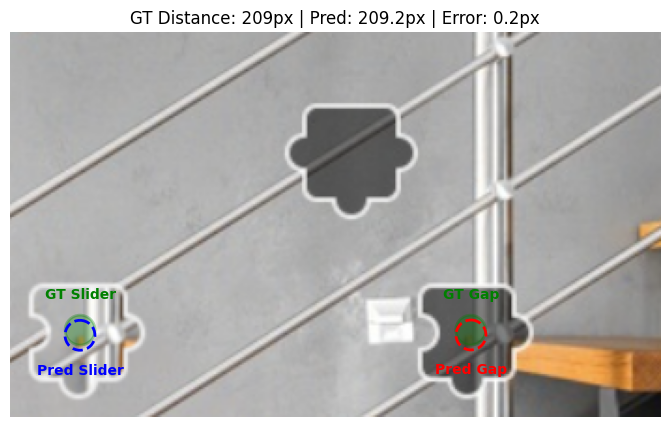 GT Distance: 209px | Pred: 209.2px | Error: 0.2px
GT Slider
GT Gap
Pred Slider
Pred Gap